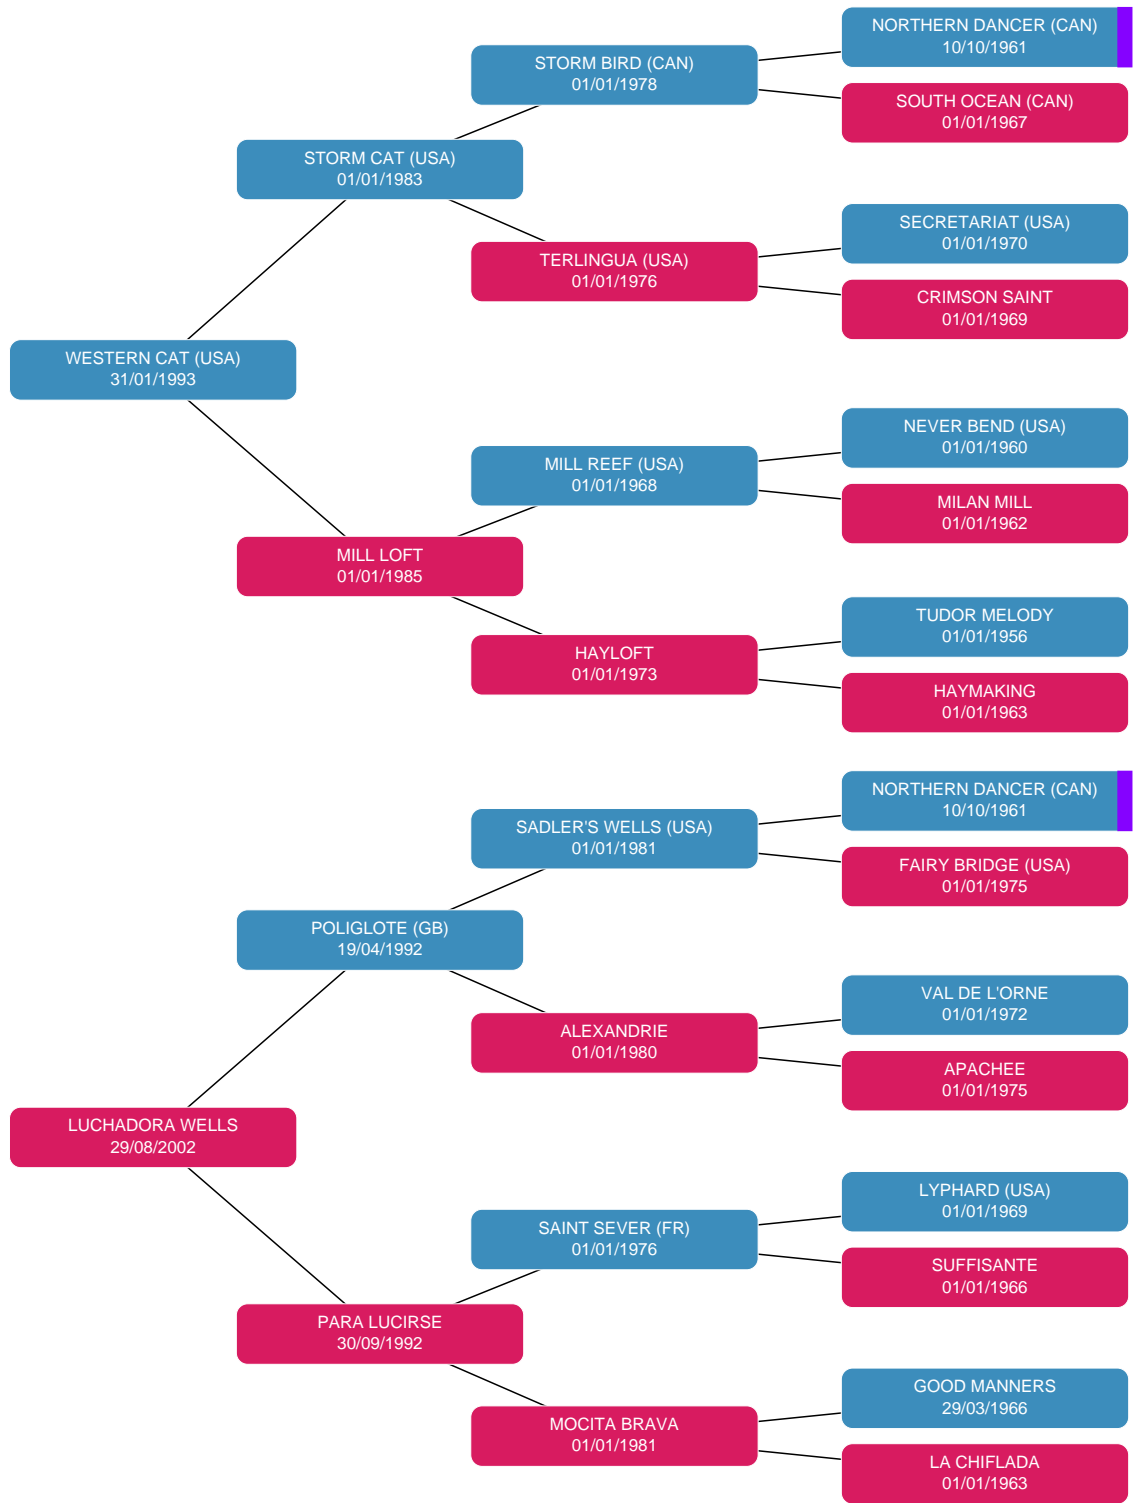 NORTHERN DANCER (CAN)
10/10/1961
STORM BIRD (CAN)
01/01/1978
SOUTH OCEAN (CAN)
01/01/1967
STORM CAT (USA)
01/01/1983
SECRETARIAT (USA)
01/01/1970
TERLINGUA (USA)
01/01/1976
CRIMSON SAINT
01/01/1969
WESTERN CAT (USA)
31/01/1993
NEVER BEND (USA)
01/01/1960
MILL REEF (USA)
01/01/1968
MILAN MILL
01/01/1962
MILL LOFT
01/01/1985
TUDOR MELODY
01/01/1956
HAYLOFT
01/01/1973
HAYMAKING
01/01/1963
NORTHERN DANCER (CAN)
10/10/1961
SADLER'S WELLS (USA)
01/01/1981
FAIRY BRIDGE (USA)
01/01/1975
POLIGLOTE (GB)
19/04/1992
VAL DE L'ORNE
01/01/1972
ALEXANDRIE
01/01/1980
APACHEE
01/01/1975
LUCHADORA WELLS
29/08/2002
LYPHARD (USA)
01/01/1969
SAINT SEVER (FR)
01/01/1976
SUFFISANTE
01/01/1966
PARA LUCIRSE
30/09/1992
GOOD MANNERS
29/03/1966
MOCITA BRAVA
01/01/1981
LA CHIFLADA
01/01/1963